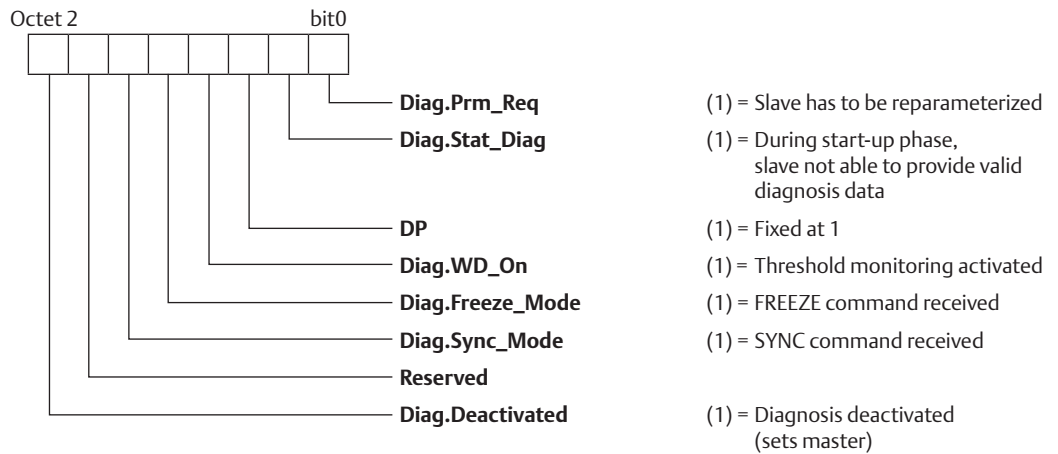 Octet 2 bit0
Diag.Prm_Req (1) = Slave has to be reparameterized
Diag.Stat_Diag (1) = During start-up phase,
slave not able to provide valid
diagnosis data
DP (1) = Fixed at 1
Diag.WD_On (1) = Threshold monitoring activated
Diag.Freeze_Mode (1) = FREEZE command received
Diag.Sync_Mode (1) = SYNC command received
Reserved
Diag.Deactivated (1) = Diagnosis deactivated
(sets master)